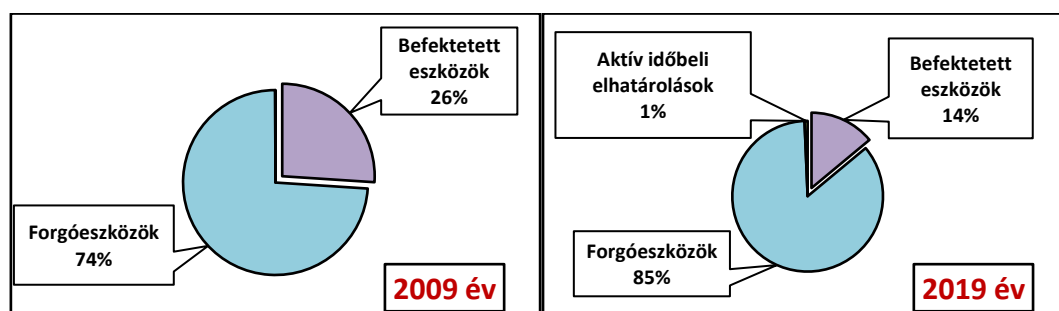 Befektetett
eszközök
26%
Forgóeszközök
74%
2009 év
Aktív időbeli
elhatárolások
1%
Befektetett
eszközök
14%
Forgóeszközök
85%
2019 év